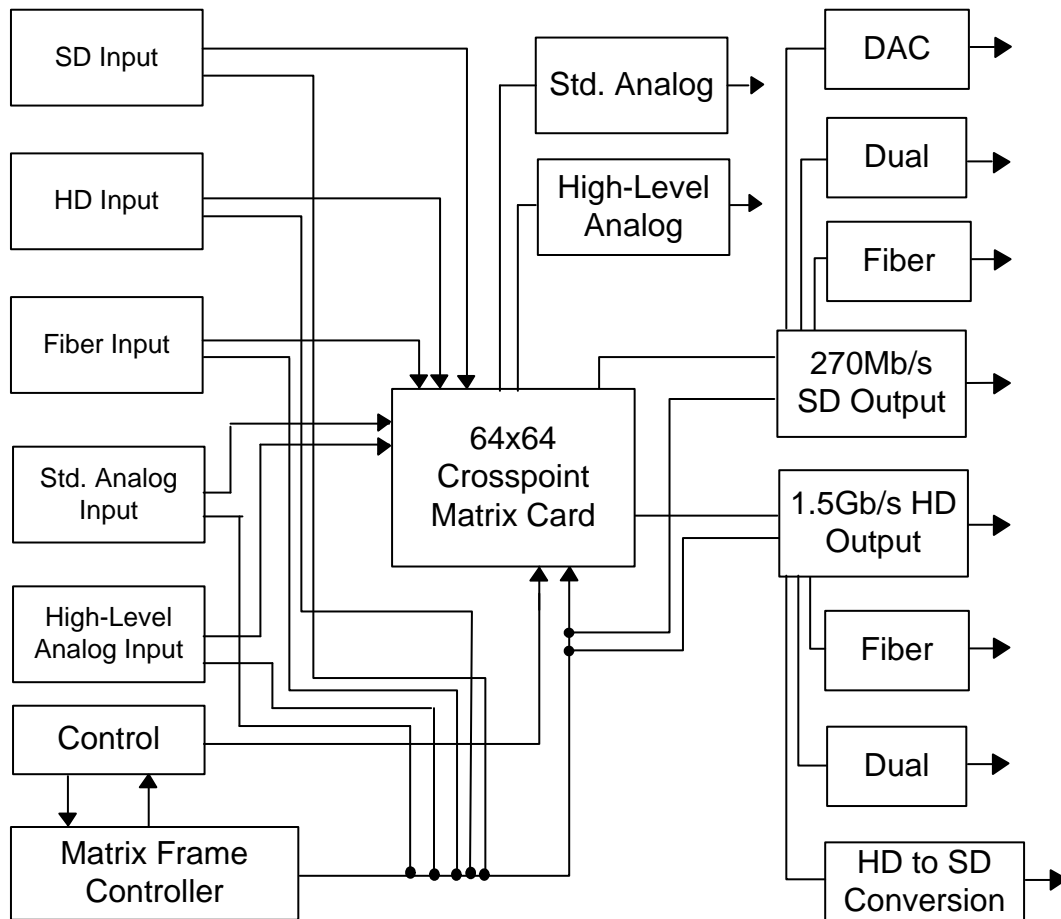 SD Input
HD Input
Fiber Input
Std. Analog
Input
High-Level
Analog Input
Control
Matrix Frame
Controller
Std. Analog
High-Level
Analog
64x64
Crosspoint
Matrix Card
DAC
Dual
Fiber
270Mb/s
SD Output
1.5Gb/s HD
Output
Fiber
Dual
HD to SD
Conversion